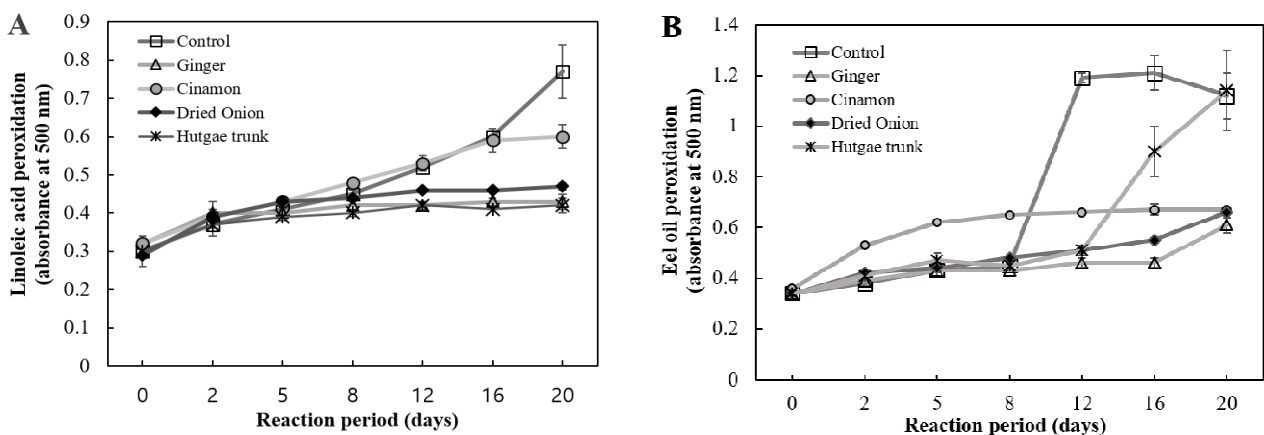 A
Linoleic acid peroxidation
(absorbance at 500 nm)
0.9
0.8
0.7
0.6
0.5
0.4
0.3
0.2
0.1
0
Control
Ginger
Cinamon
Dried Onion
Hutgae trunk
0 2 5 8 12 16 20
Reaction period (days)
B
Eel oil peroxidation
(absorbance at 500 nm)
1.4
1.2
1
0.8
0.6
0.4
0.2
0
Control
Ginger
Cinamon
Dried Onion
Hutgae trunk
0 2 5 8 12 16 20
Reaction period (days)